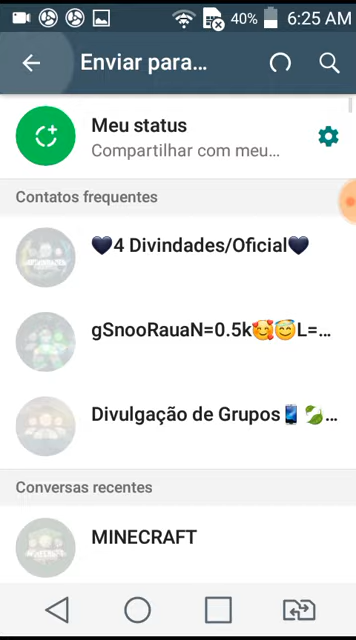 40% 6:25 AM
Enviar para...
Meu status
Compartilhar com meu...
Contatos frequentes
🖤4 Divindades/Oficial🖤
gSnooRauaN=0.5k🥰😇L=...
Divulgação de Grupos📱🍃...
Conversas recentes
MINECRAFT